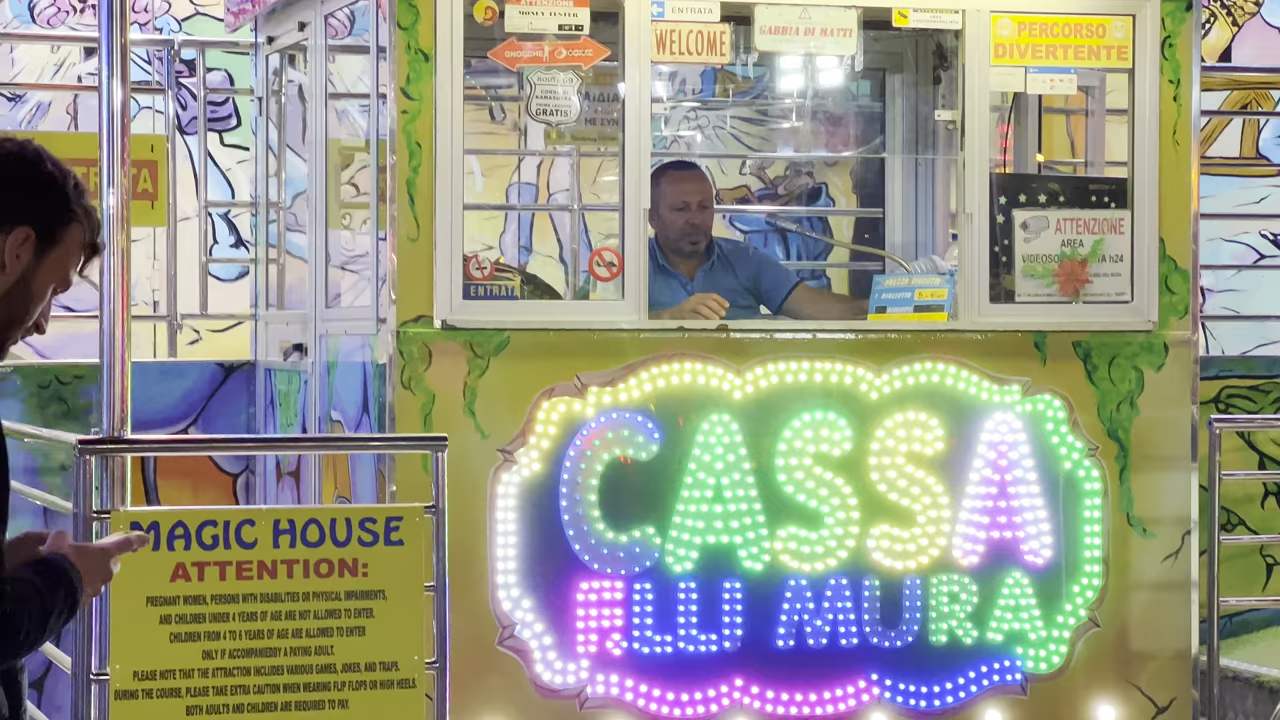 ATTENZIONE
MONEY TESTER
ENTRATA
WELCOME
GABBIA DI MATTI
PERCORSO
DIVERTENTE
ROUTE 69
GRATIS!
ENTRATA
ATTENZIONE
AREA
h24
1 BIGLIETTO 5
CASSA
F.LLI MURA
MAGIC HOUSE
ATTENTION:
PREGNANT WOMEN, PERSONS WITH DISABILITIES OR PHYSICAL IMPAIRMENTS,
AND CHILDREN UNDER 4 YEARS OF AGE ARE NOT ALLOWED TO ENTER.
CHILDREN FROM 4 TO 6 YEARS OF AGE ARE ALLOWED TO ENTER
ONLY IF ACCOMPANIEDBY A PAYING ADULT.
PLEASE NOTE THAT THE ATTRACTION INCLUDES VARIOUS GAMES, JOKES, AND TRAPS.
DURING THE COURSE, PLEASE TAKE EXTRA CAUTION WHEN WEARING FLIP FLOPS OR HIGH HEELS.
BOTH ADULTS AND CHILDREN ARE REQUIRED TO PAY.